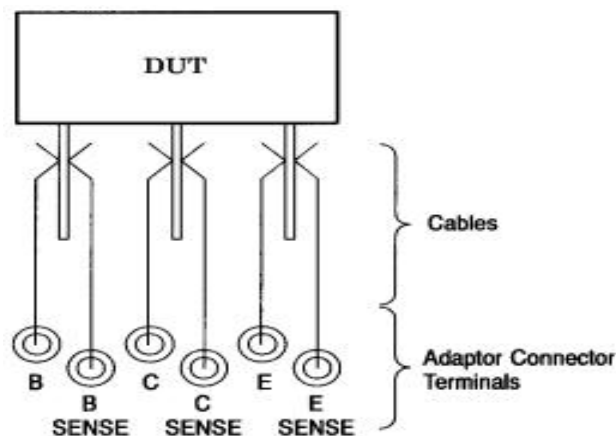 DUT
Cables
Adaptor Connector
Terminals
B B C C E E
SENSE SENSE SENSE